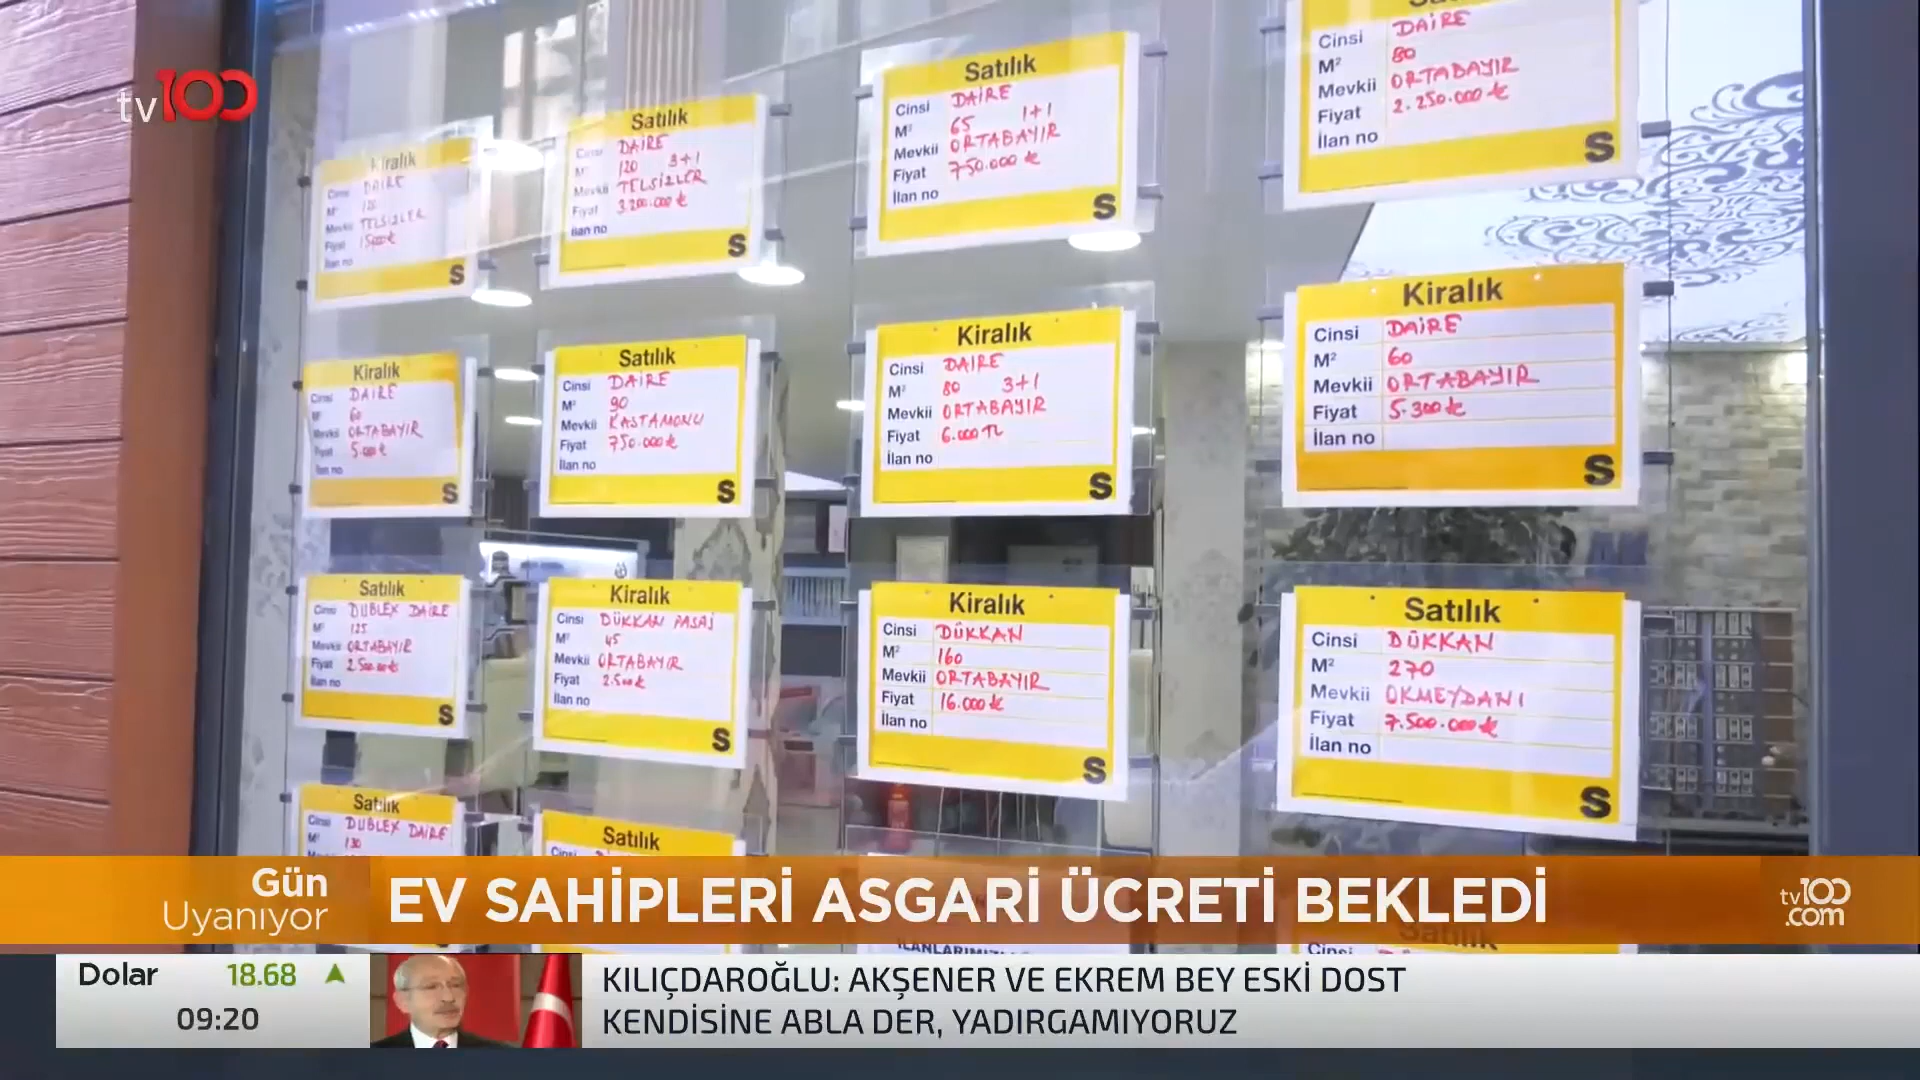 tv100
Kiralık
Cinsi DAİRE
M² 120
Mevkii TELSİZLER
Fiyat
İlan no
S
Satılık
Cinsi DAİRE
M² 120 3+1
Mevkii TELSİZLER
Fiyat 3.200.000 ₺
İlan no
S
Satılık
Cinsi DAİRE
M² 65 1+1
Mevkii ORTABAYIR
Fiyat 750.000 ₺
İlan no
S
Cinsi DAİRE
M² 80
Mevkii ORTABAYIR
Fiyat 2.250.000 ₺
İlan no
S
Kiralık
Cinsi DAİRE
M² 60
Mevkii ORTABAYIR
Fiyat 5.000 ₺
İlan no
S
Satılık
Cinsi DAİRE
M² 90
Mevkii KASTAMONU
Fiyat 750.000 ₺
İlan no
S
Kiralık
Cinsi DAİRE
M² 80 3+1
Mevkii ORTABAYIR
Fiyat 6.000 TL
İlan no
S
Kiralık
Cinsi DAİRE
M² 60
Mevkii ORTABAYIR
Fiyat 5.300 ₺
İlan no
S
Satılık
Cinsi DUBLEX DAİRE
M² 125
Mevkii ORTABAYIR
Fiyat 2.500.000 ₺
İlan no
S
Kiralık
Cinsi DÜKKAN PASAJ
M² 45
Mevkii ORTABAYIR
Fiyat 2.500 ₺
İlan no
S
Kiralık
Cinsi DÜKKAN
M² 160
Mevkii ORTABAYIR
Fiyat 16.000 ₺
İlan no
S
Satılık
Cinsi DÜKKAN
M² 270
Mevkii OKMEYDANI
Fiyat 7.500.000 ₺
İlan no
S
Satılık
Cinsi DUBLEX DAİRE
M² 130
Satılık
Cinsi
Satılık
Cinsi
Gün
Uyanıyor
EV SAHİPLERİ ASGARİ ÜCRETİ BEKLEDİ
tv100
.com
Dolar 18.68
09:20
KILIÇDAROĞLU: AKŞENER VE EKREM BEY ESKİ DOST
KENDİSİNE ABLA DER, YADIRGAMIYORUZ